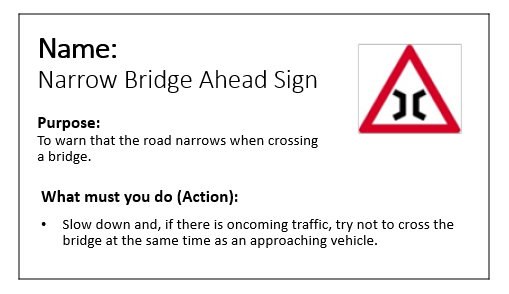 Name:
Narrow Bridge Ahead Sign
Purpose:
To warn that the road narrows when crossing
a bridge.
What must you do (Action):
• Slow down and, if there is oncoming traffic, try not to cross the
bridge at the same time as an approaching vehicle.